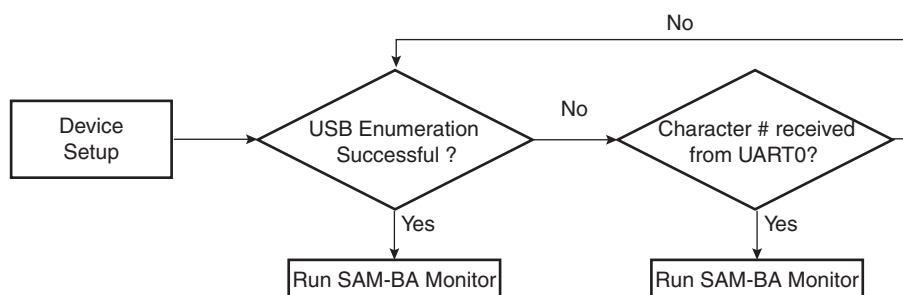 No
Device
Setup
USB Enumeration
Successful ?
No
Character # received
from UART0?
Yes
Yes
Run SAM-BA Monitor
Run SAM-BA Monitor